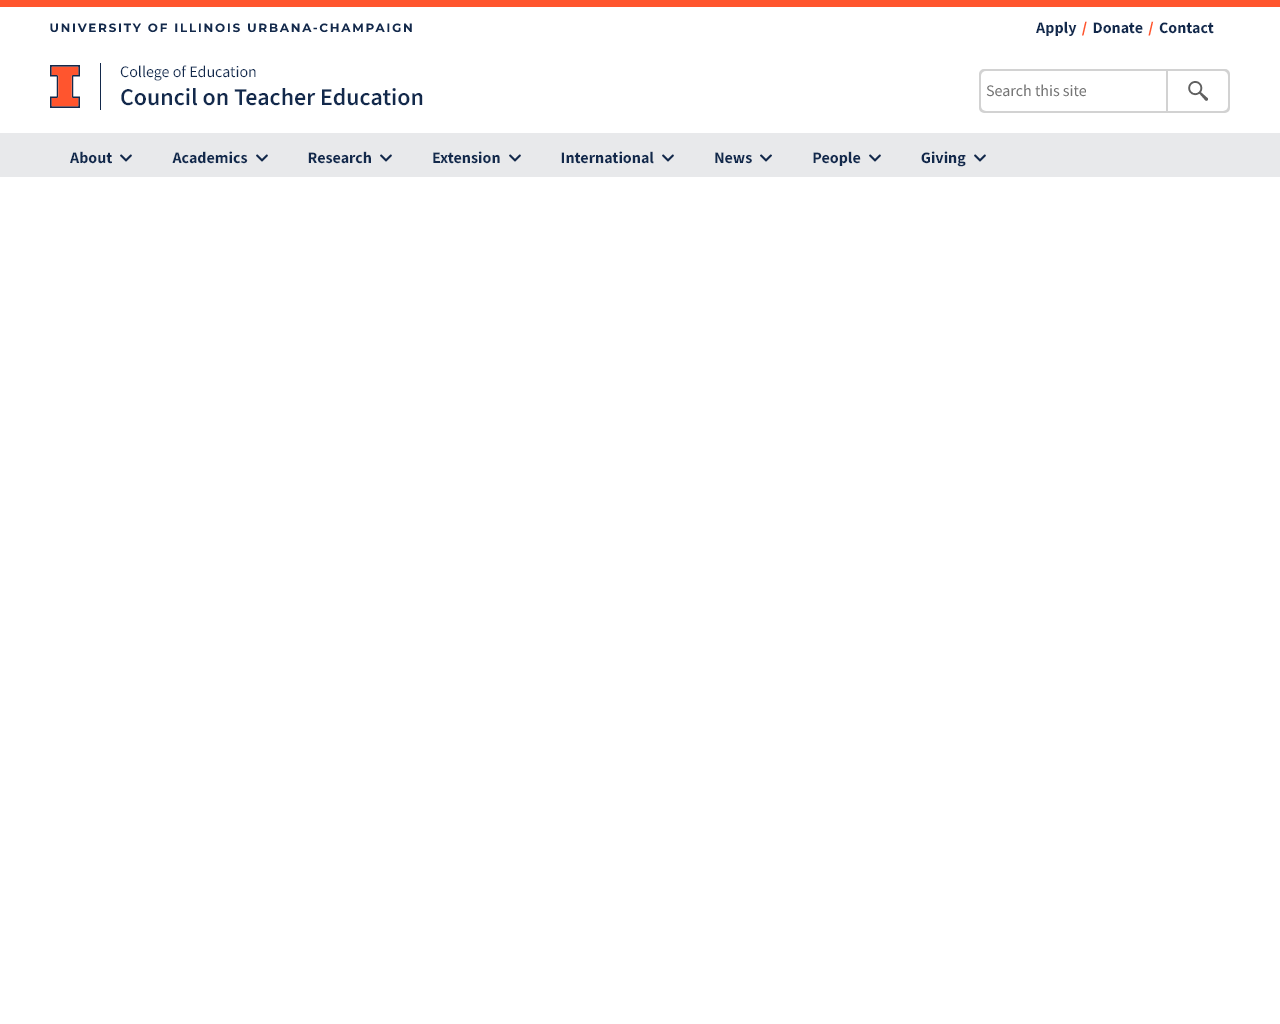 UNIVERSITY OF ILLINOIS URBANA-CHAMPAIGN
Apply / Donate / Contact
College of Education
Council on Teacher Education
Search this site
About Academics Research Extension International News People Giving